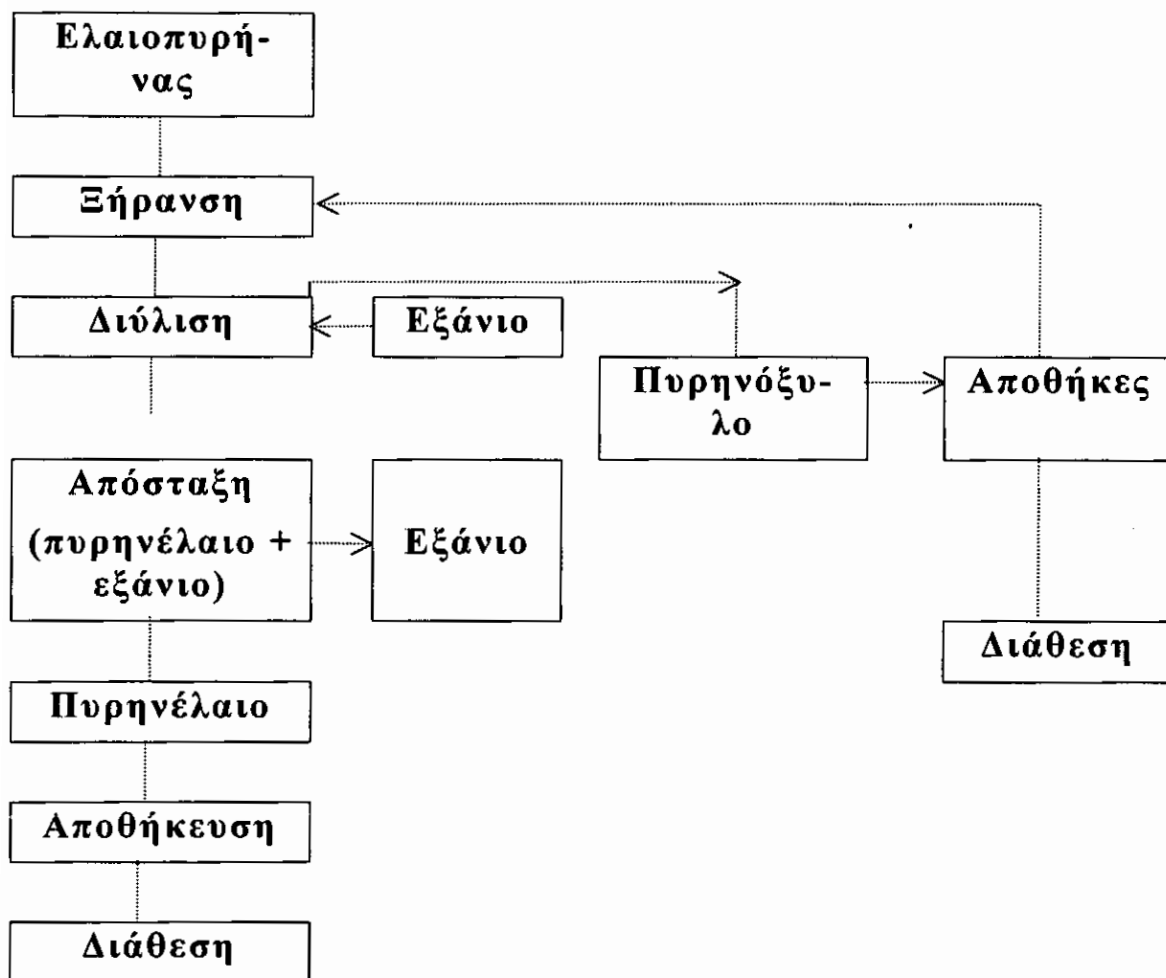 Ελαιοπυρή-
νας
Ξήρανση
Διύλιση
Εξάνιο
Πυρηνόξυ-
λο
Αποθήκες
Απόσταξη
(πυρηνέλαιο +
εξάνιο)
Εξάνιο
Διάθεση
Πυρηνέλαιο
Αποθήκευση
Διάθεση